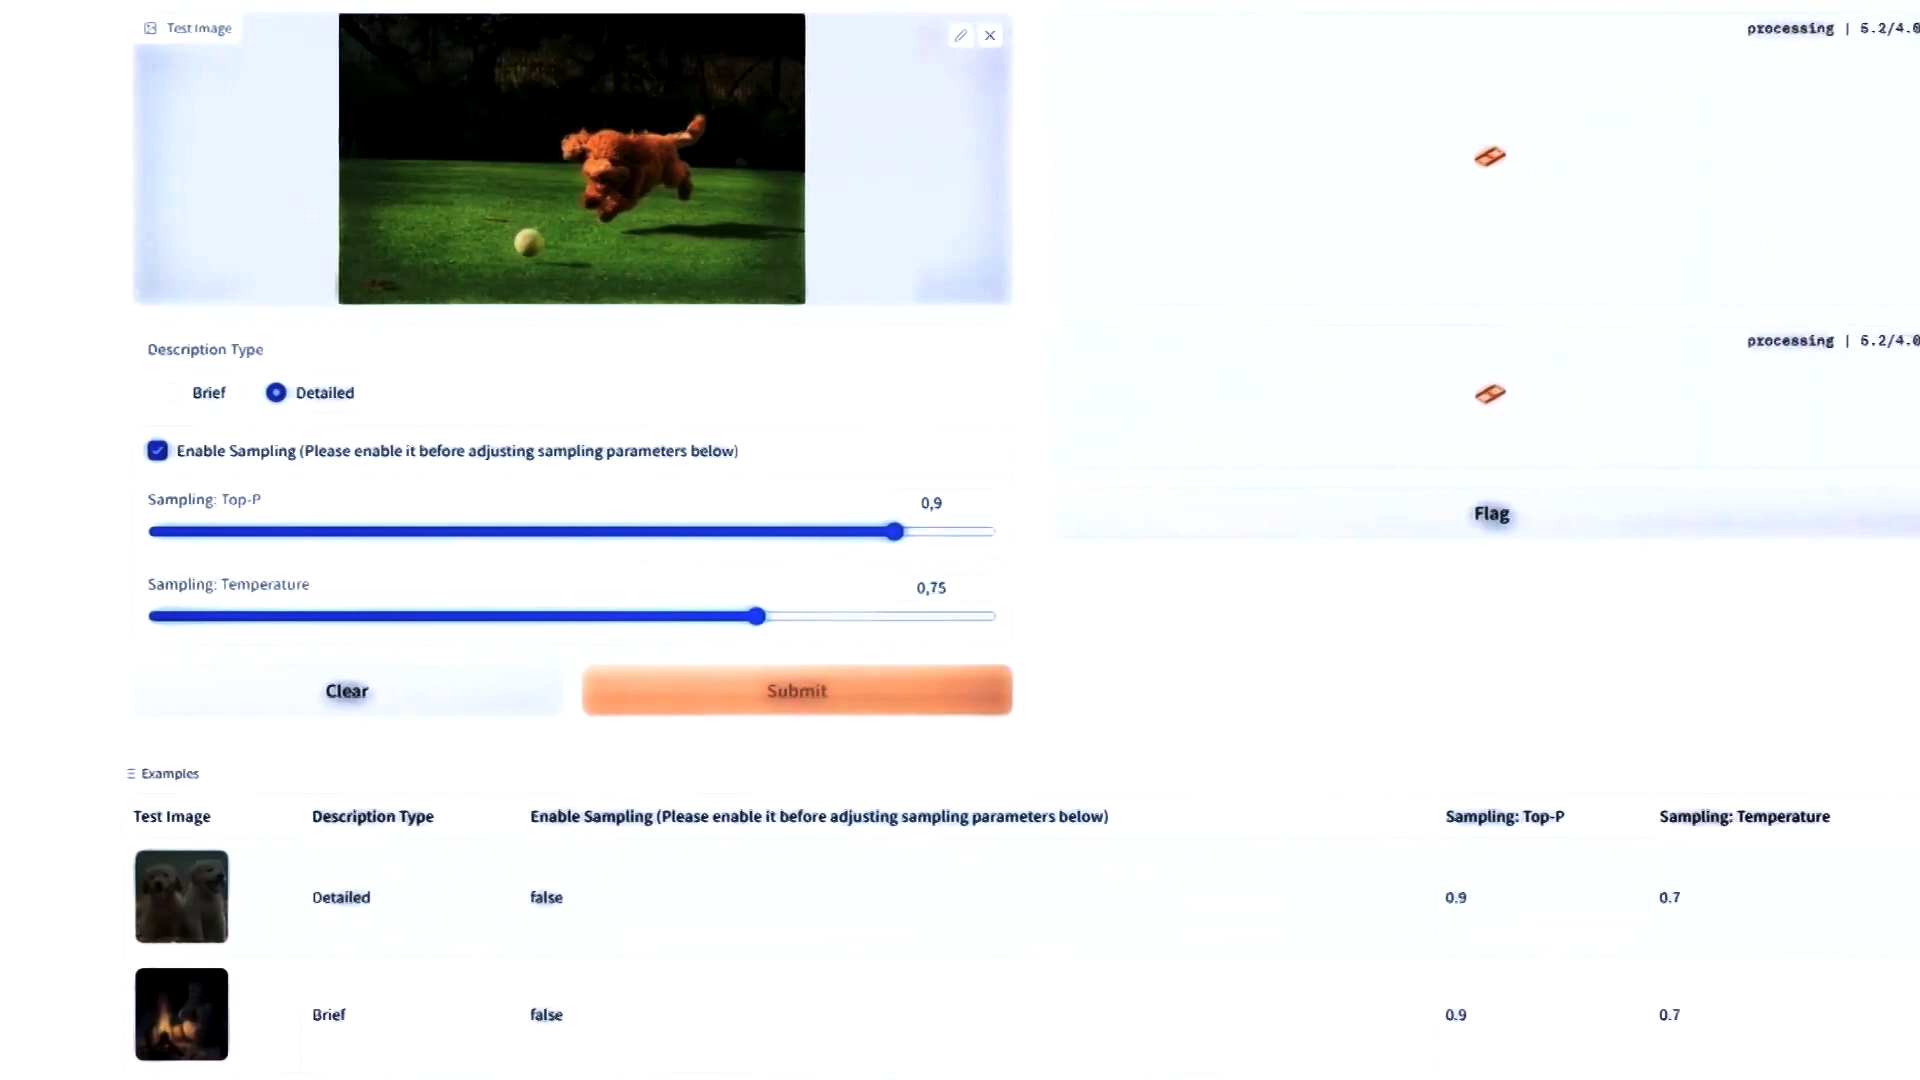 Test Image
processing | 5.2/4.0
Description Type
processing | 5.2/4.0
Brief
Detailed
Enable Sampling (Please enable it before adjusting sampling parameters below)
Sampling: Top-P
0,9
Flag
Sampling: Temperature
0,75
Clear
Submit
Examples
Test Image Description Type Enable Sampling (Please enable it before adjusting sampling parameters below) Sampling: Top-P Sampling: Temperature
Detailed false 0.9 0.7
Brief false 0.9 0.7